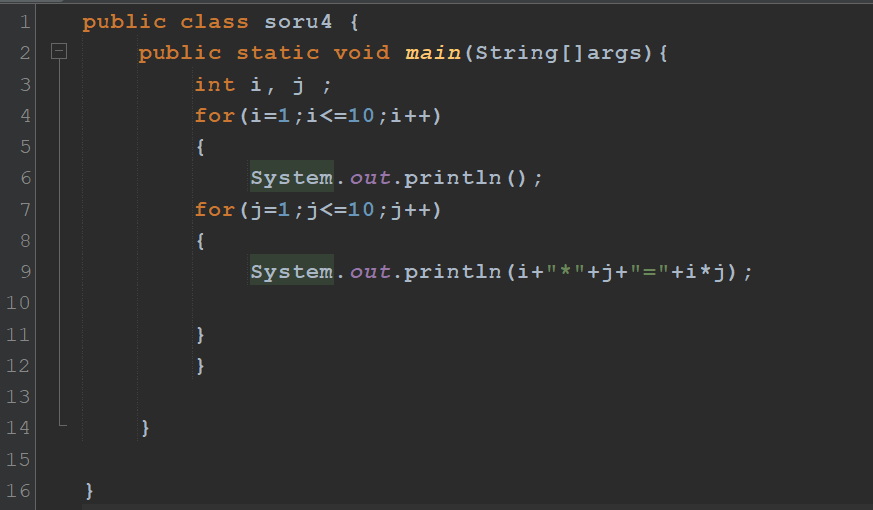 1 public class soru4 {
2 public static void main(String[]args){
3 int i, j ;
4 for(i=1;i<=10;i++)
5 {
6 System.out.println();
7 for(j=1;j<=10;j++)
8 {
9 System.out.println(i+"*"+j+"="+i*j);
10
11 }
12 }
13
14 }
15
16 }